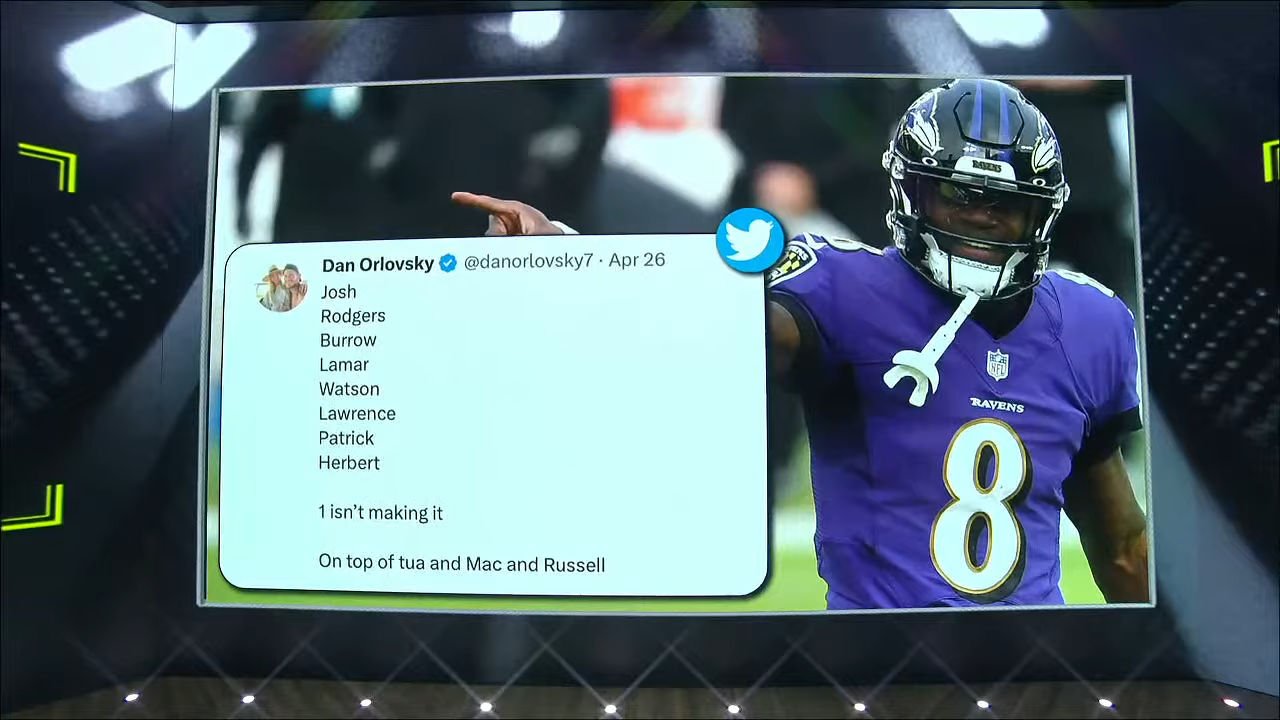 Dan Orlovsky @danorlovsky7 · Apr 26
Josh
Rodgers
Burrow
Lamar
Watson
Lawrence
Patrick
Herbert
1 isn't making it
On top of tua and Mac and Russell
NFL
RAVENS
8